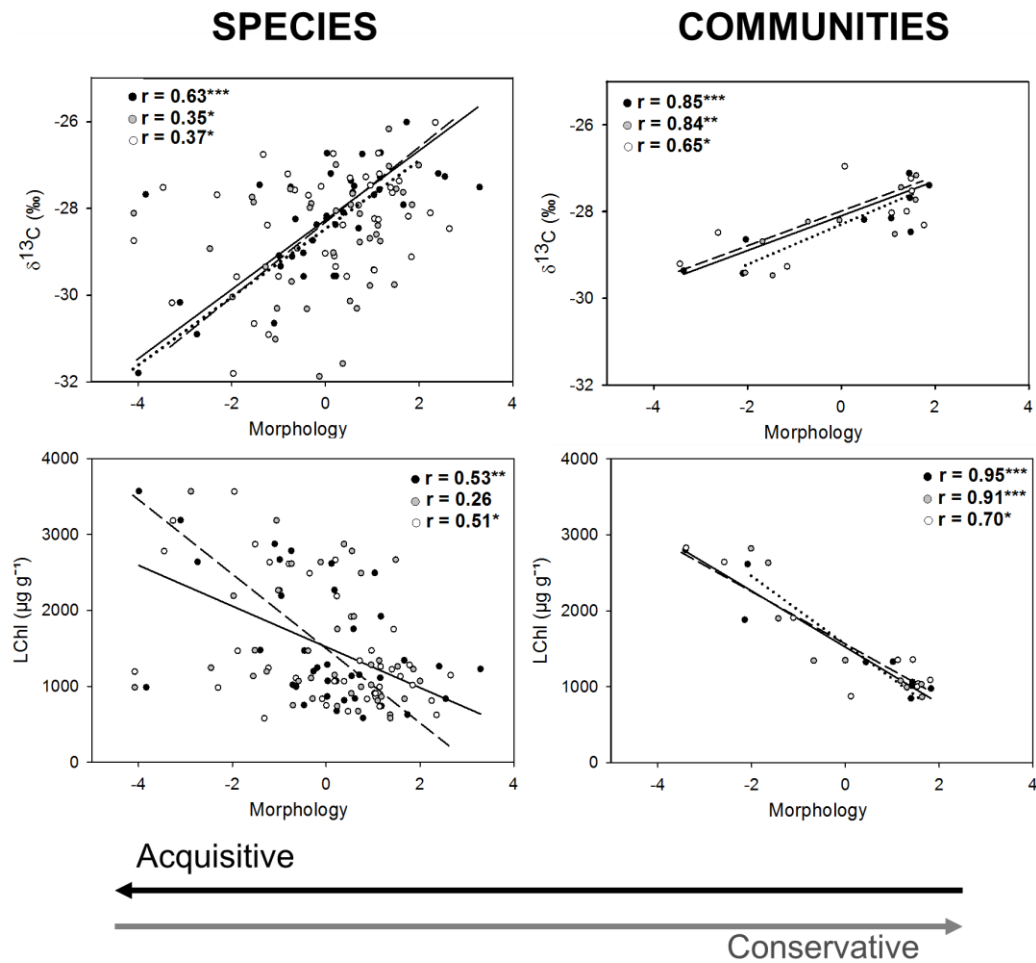 SPECIES
COMMUNITIES
r = 0.63***
r = 0.35*
r = 0.37*
-26
-28
-30
-32
δ13C (‰)
-4 -2 0 2 4
Morphology
r = 0.85***
r = 0.84**
r = 0.65*
-26
-28
-30
-32
δ13C (‰)
-4 -2 0 2 4
Morphology
r = 0.53**
r = 0.26
r = 0.51*
4000
3000
2000
1000
0
LChl (µg g⁻¹)
-4 -2 0 2 4
Morphology
r = 0.95***
r = 0.91***
r = 0.70*
4000
3000
2000
1000
0
LChl (µg g⁻¹)
-4 -2 0 2 4
Morphology
Acquisitive
Conservative